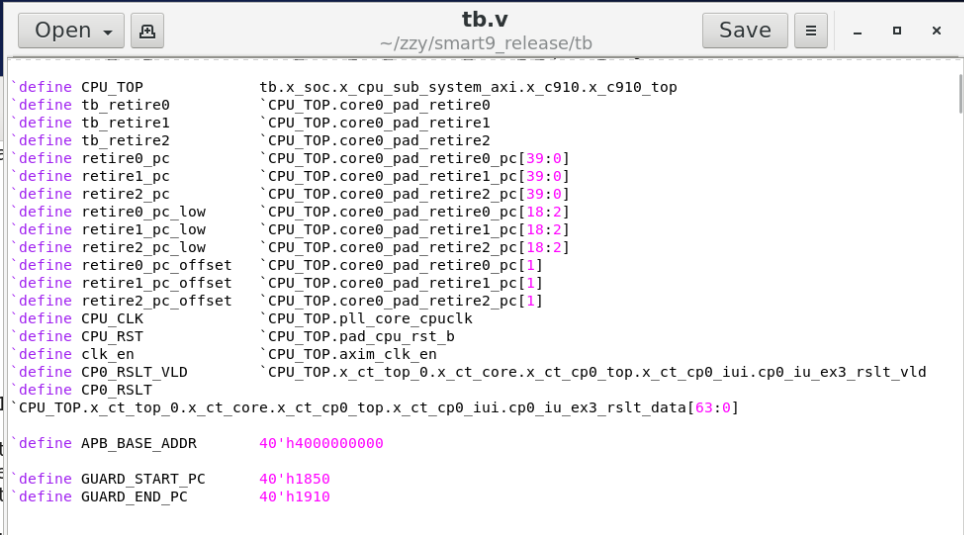 Open
tb.v
~/zzy/smart9_release/tb
Save
`define CPU_TOP tb.x_soc.x_cpu_sub_system_axi.x_c910.x_c910_top
`define tb_retire0 `CPU_TOP.core0_pad_retire0
`define tb_retire1 `CPU_TOP.core0_pad_retire1
`define tb_retire2 `CPU_TOP.core0_pad_retire2
`define retire0_pc `CPU_TOP.core0_pad_retire0_pc[39:0]
`define retire1_pc `CPU_TOP.core0_pad_retire1_pc[39:0]
`define retire2_pc `CPU_TOP.core0_pad_retire2_pc[39:0]
`define retire0_pc_low `CPU_TOP.core0_pad_retire0_pc[18:2]
`define retire1_pc_low `CPU_TOP.core0_pad_retire1_pc[18:2]
`define retire2_pc_low `CPU_TOP.core0_pad_retire2_pc[18:2]
`define retire0_pc_offset `CPU_TOP.core0_pad_retire0_pc[1]
`define retire1_pc_offset `CPU_TOP.core0_pad_retire1_pc[1]
`define retire2_pc_offset `CPU_TOP.core0_pad_retire2_pc[1]
`define CPU_CLK `CPU_TOP.pll_core_cpuclk
`define CPU_RST `CPU_TOP.pad_cpu_rst_b
`define clk_en `CPU_TOP.axim_clk_en
`define CP0_RSLT_VLD `CPU_TOP.x_ct_top_0.x_ct_core.x_ct_cp0_top.x_ct_cp0_iui.cp0_iu_ex3_rslt_vld
`define CP0_RSLT
`CPU_TOP.x_ct_top_0.x_ct_core.x_ct_cp0_top.x_ct_cp0_iui.cp0_iu_ex3_rslt_data[63:0]
`define APB_BASE_ADDR 40'h4000000000
`define GUARD_START_PC 40'h1850
`define GUARD_END_PC 40'h1910